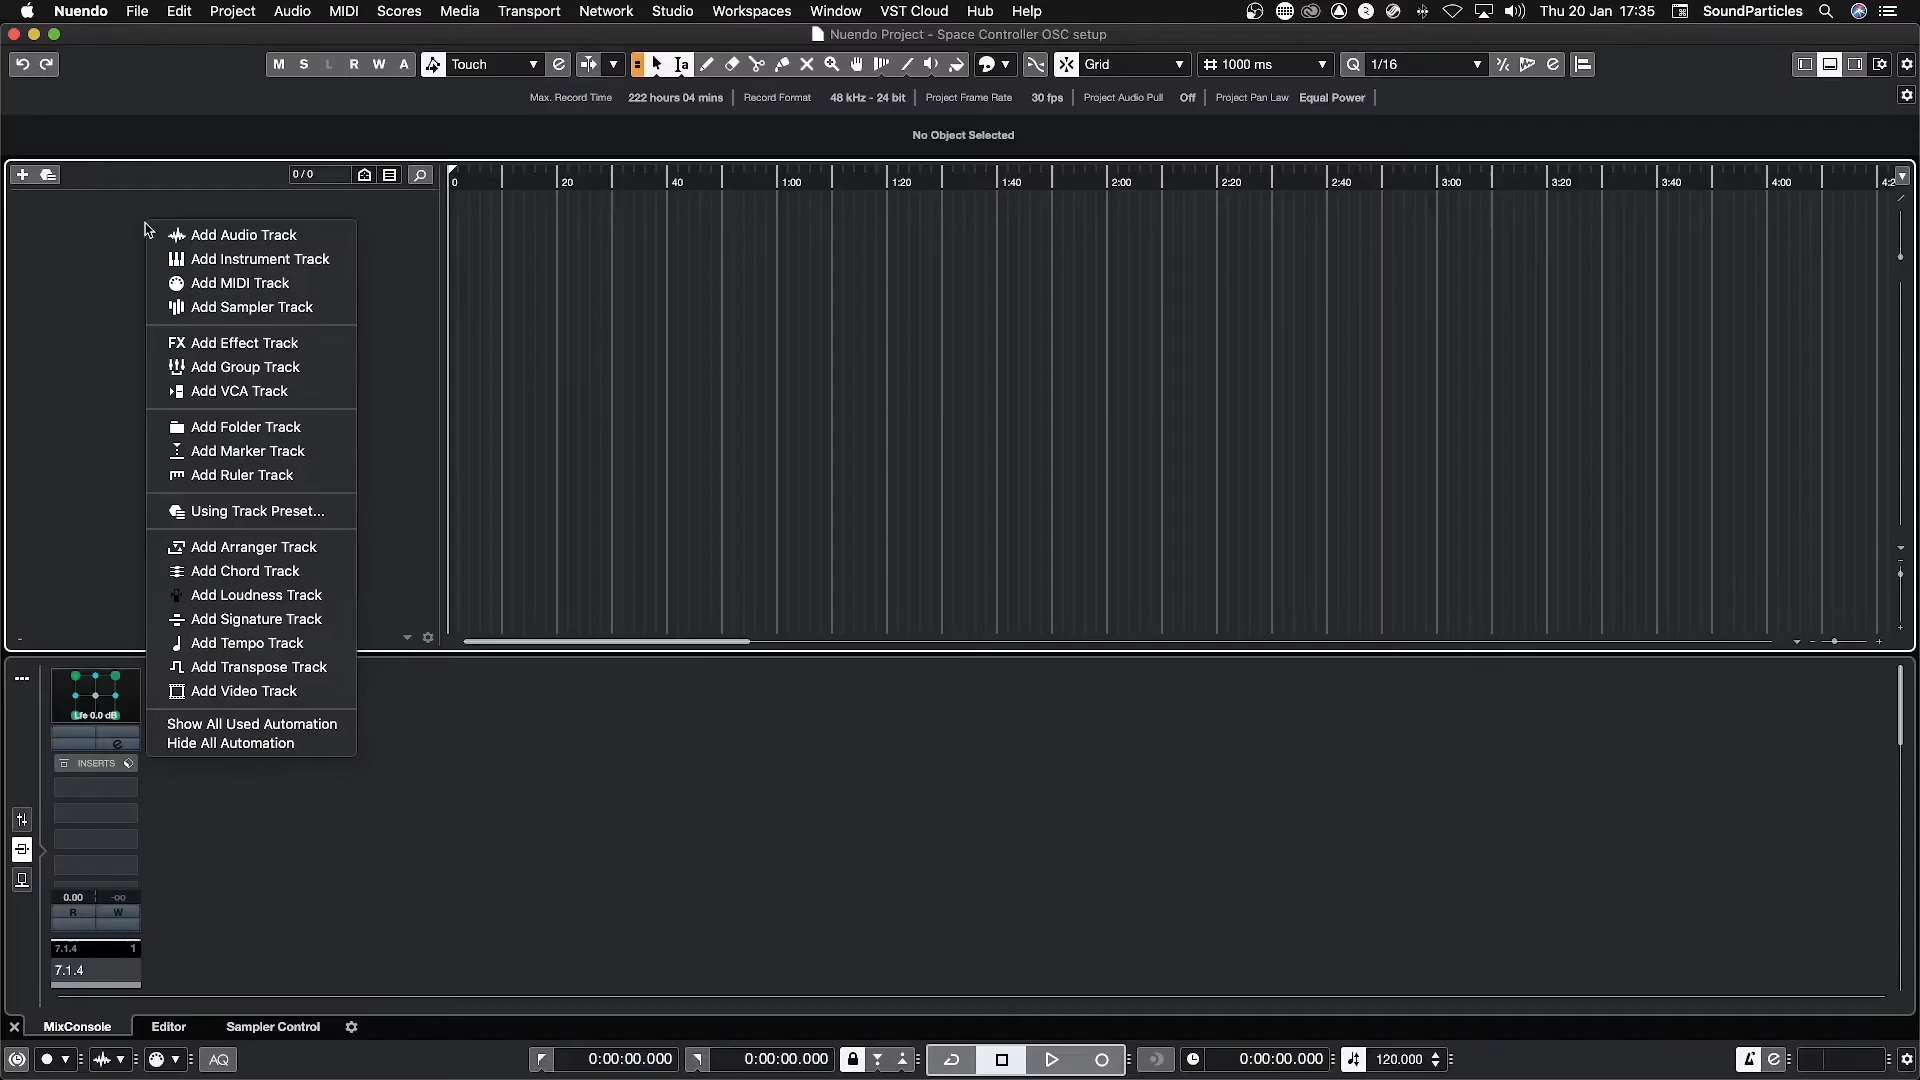 Nuendo File Edit Project Audio MIDI Scores Media Transport Network Studio Workspaces Window VST Cloud Hub Help Thu 20 Jan 17:35 SoundParticles
Nuendo Project - Space Controller OSC setup
M S L R W A Touch Grid 1000 ms 1/16
Max. Record Time 222 hours 04 mins Record Format 48 kHz - 24 bit Project Frame Rate 30 fps Project Audio Pull Off Project Pan Law Equal Power
No Object Selected
0/0
0 20 40 1:00 1:20 1:40 2:00 2:20 2:40 3:00 3:20 3:40 4:00 4:2
Add Audio Track
Add Instrument Track
Add MIDI Track
Add Sampler Track
FX Add Effect Track
Add Group Track
Add VCA Track
Add Folder Track
Add Marker Track
Add Ruler Track
Using Track Preset...
Add Arranger Track
Add Chord Track
Add Loudness Track
Add Signature Track
Add Tempo Track
Add Transpose Track
Add Video Track
Show All Used Automation
Hide All Automation
Lfe 0.0 dB
INSERTS
0.00 -oo
R W
7.1.4 1
7.1.4
MixConsole Editor Sampler Control
AQ 0:00:00.000 0:00:00.000 0:00:00.000 120.000